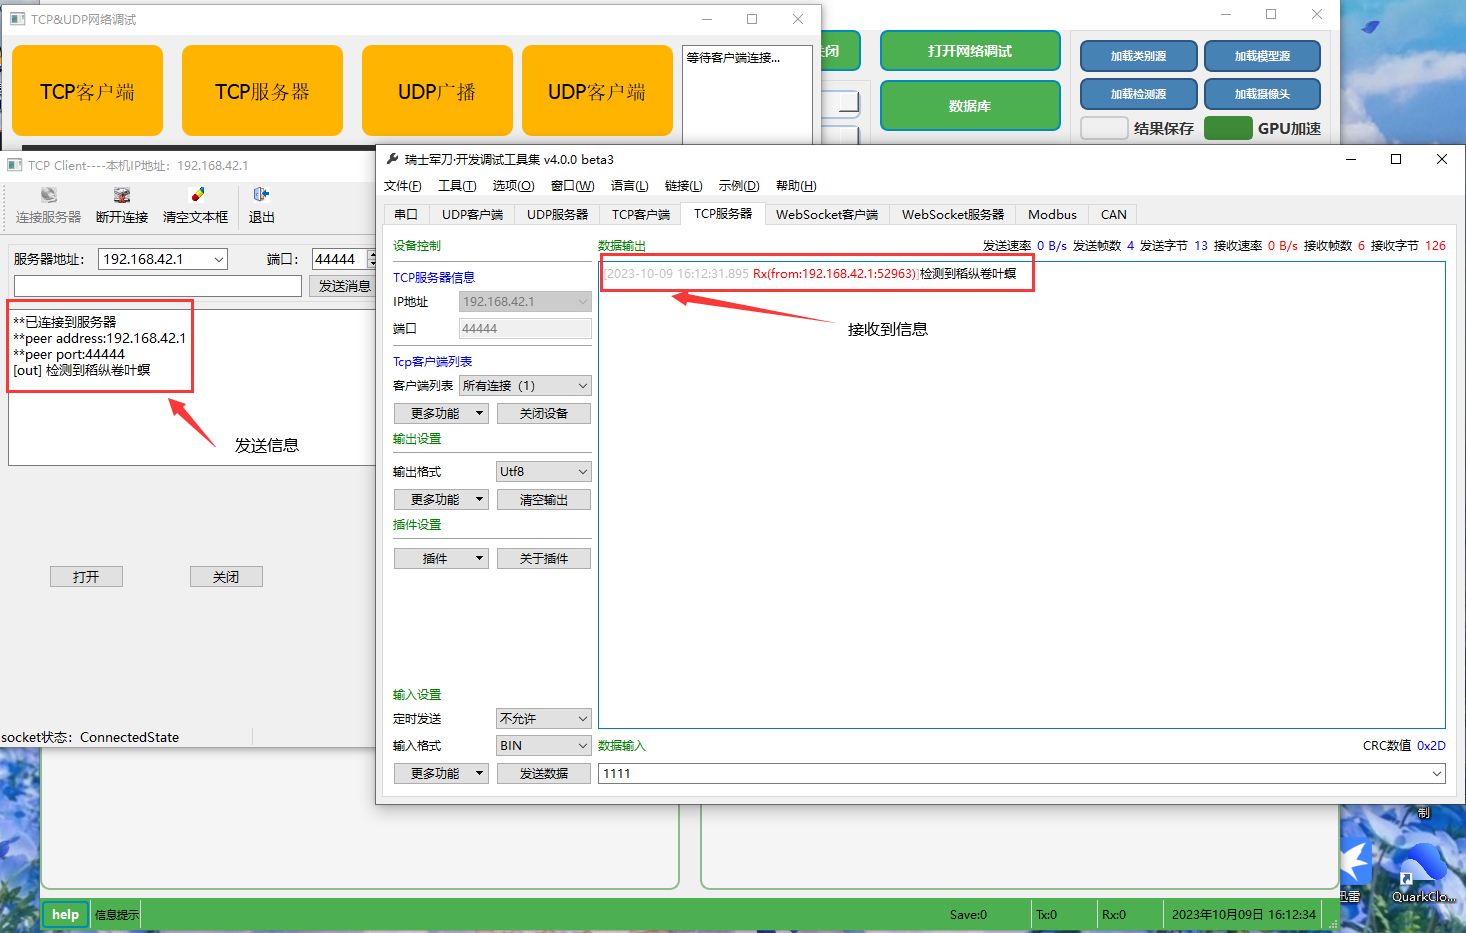 TCP&UDP网络调试
TCP客户端
TCP服务器
UDP广播
UDP客户端
等待客户端连接...
关闭
打开网络调试
数据库
加载类别源
加载模型源
加载检测源
加载摄像头
结果保存
GPU加速
TCP Client----本机IP地址：192.168.42.1
连接服务器
断开连接
清空文本框
退出
服务器地址：
192.168.42.1
端口：
44444
发送消息
**已连接到服务器
**peer address:192.168.42.1
**peer port:44444
[out] 检测到稻纵卷叶螟
发送信息
打开
关闭
socket状态：ConnectedState
瑞士军刀·开发调试工具集 v4.0.0 beta3
文件(F) 工具(T) 选项(O) 窗口(W) 语言(L) 链接(L) 示例(D) 帮助(H)
串口 UDP客户端 UDP服务器 TCP客户端 TCP服务器 WebSocket客户端 WebSocket服务器 Modbus CAN
设备控制
TCP服务器信息
IP地址
192.168.42.1
端口
44444
Tcp客户端列表
客户端列表
所有连接（1）
更多功能
关闭设备
输出设置
输出格式
Utf8
更多功能
清空输出
插件设置
插件
关于插件
输入设置
定时发送
不允许
输入格式
BIN
更多功能
发送数据
数据输出
发送速率 0 B/s 发送帧数 4 发送字节 13 接收速率 0 B/s 接收帧数 6 接收字节 126
[2023-10-09 16:12:31.895 Rx(from:192.168.42.1:52963)]检测到稻纵卷叶螟
接收到信息
数据输入
CRC数值 0x2D
1111
制
迅雷
QuarkClo...
help
信息提示
Save:0
Tx:0
Rx:0
2023年10月09日 16:12:34